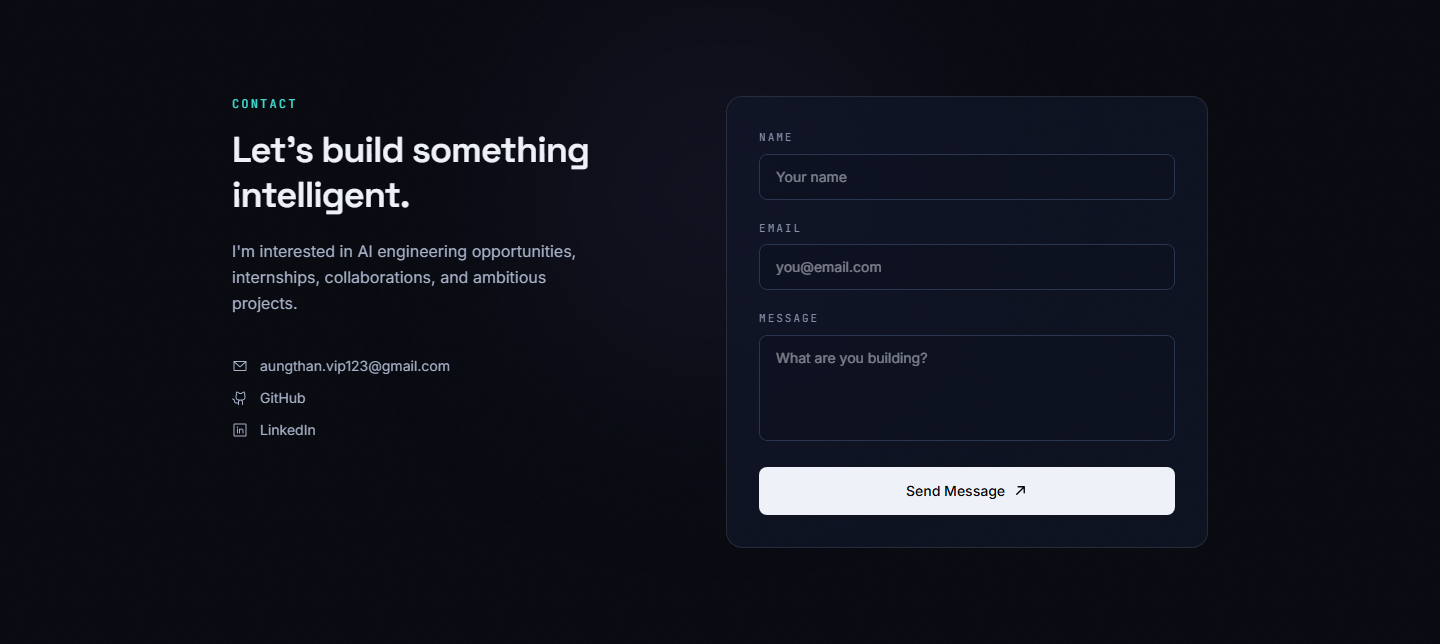 CONTACT
Let’s build something
intelligent.
I'm interested in AI engineering opportunities,
internships, collaborations, and ambitious
projects.
aungthan.vip123@gmail.com
GitHub
LinkedIn
NAME
Your name
EMAIL
you@email.com
MESSAGE
What are you building?
Send Message